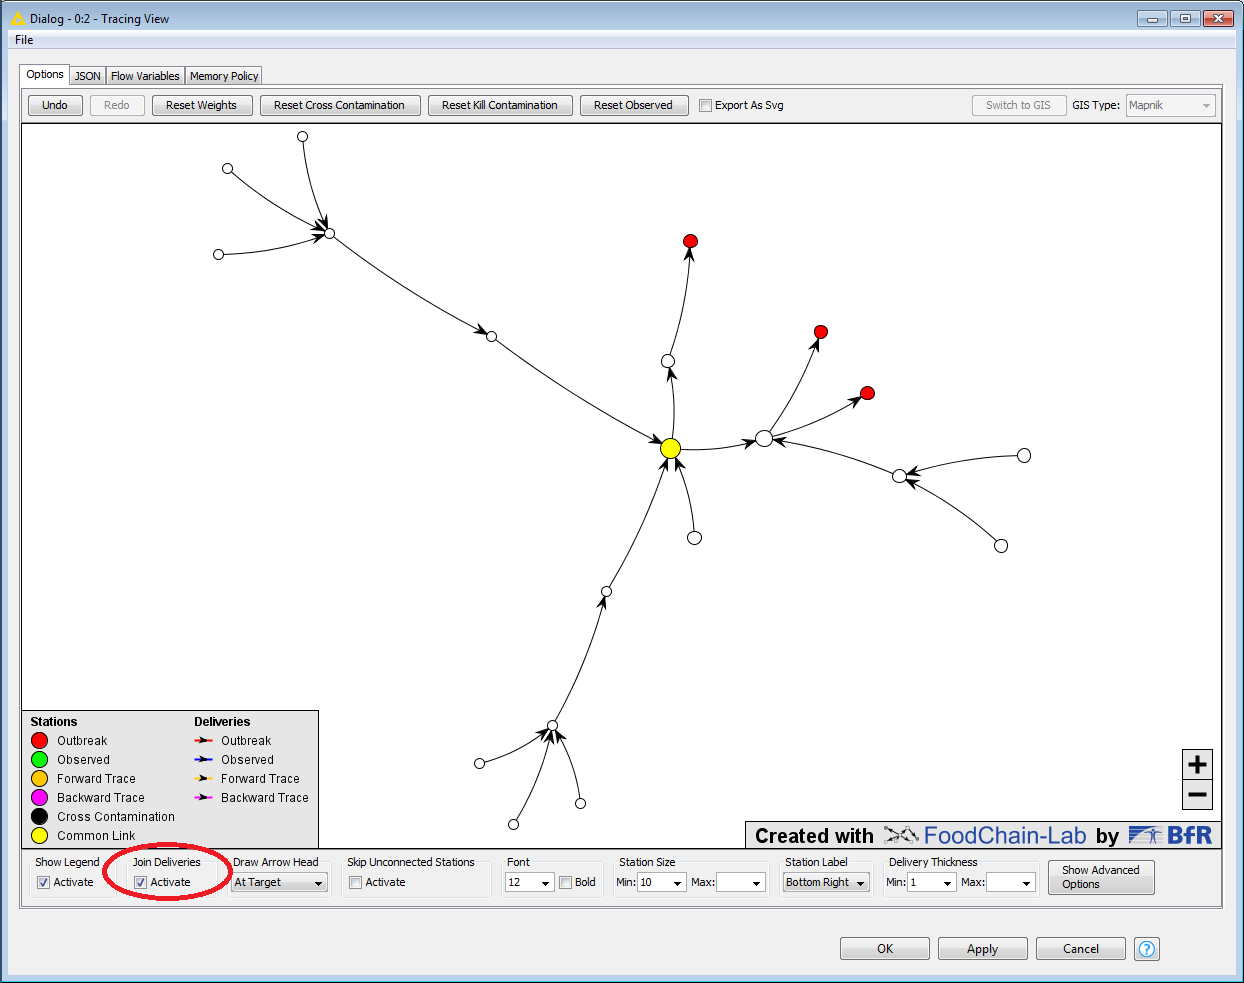 Dialog - 0:2 - Tracing View
File
Options JSON Flow Variables Memory Policy
Undo Redo Reset Weights Reset Cross Contamination Reset Kill Contamination Reset Observed Export As Svg Switch to GIS GIS Type: Mapnik
Stations Deliveries
Outbreak Outbreak
Observed Observed
Forward Trace Forward Trace
Backward Trace Backward Trace
Cross Contamination
Common Link
+
−
Created with FoodChain-Lab by BfR
Show Legend Join Deliveries Draw Arrow Head Skip Unconnected Stations Font Station Size Station Label Delivery Thickness
Activate Activate At Target Activate 12 Bold Min: 10 Max: Bottom Right Min: 1 Max:
Show Advanced
Options
OK Apply Cancel ?